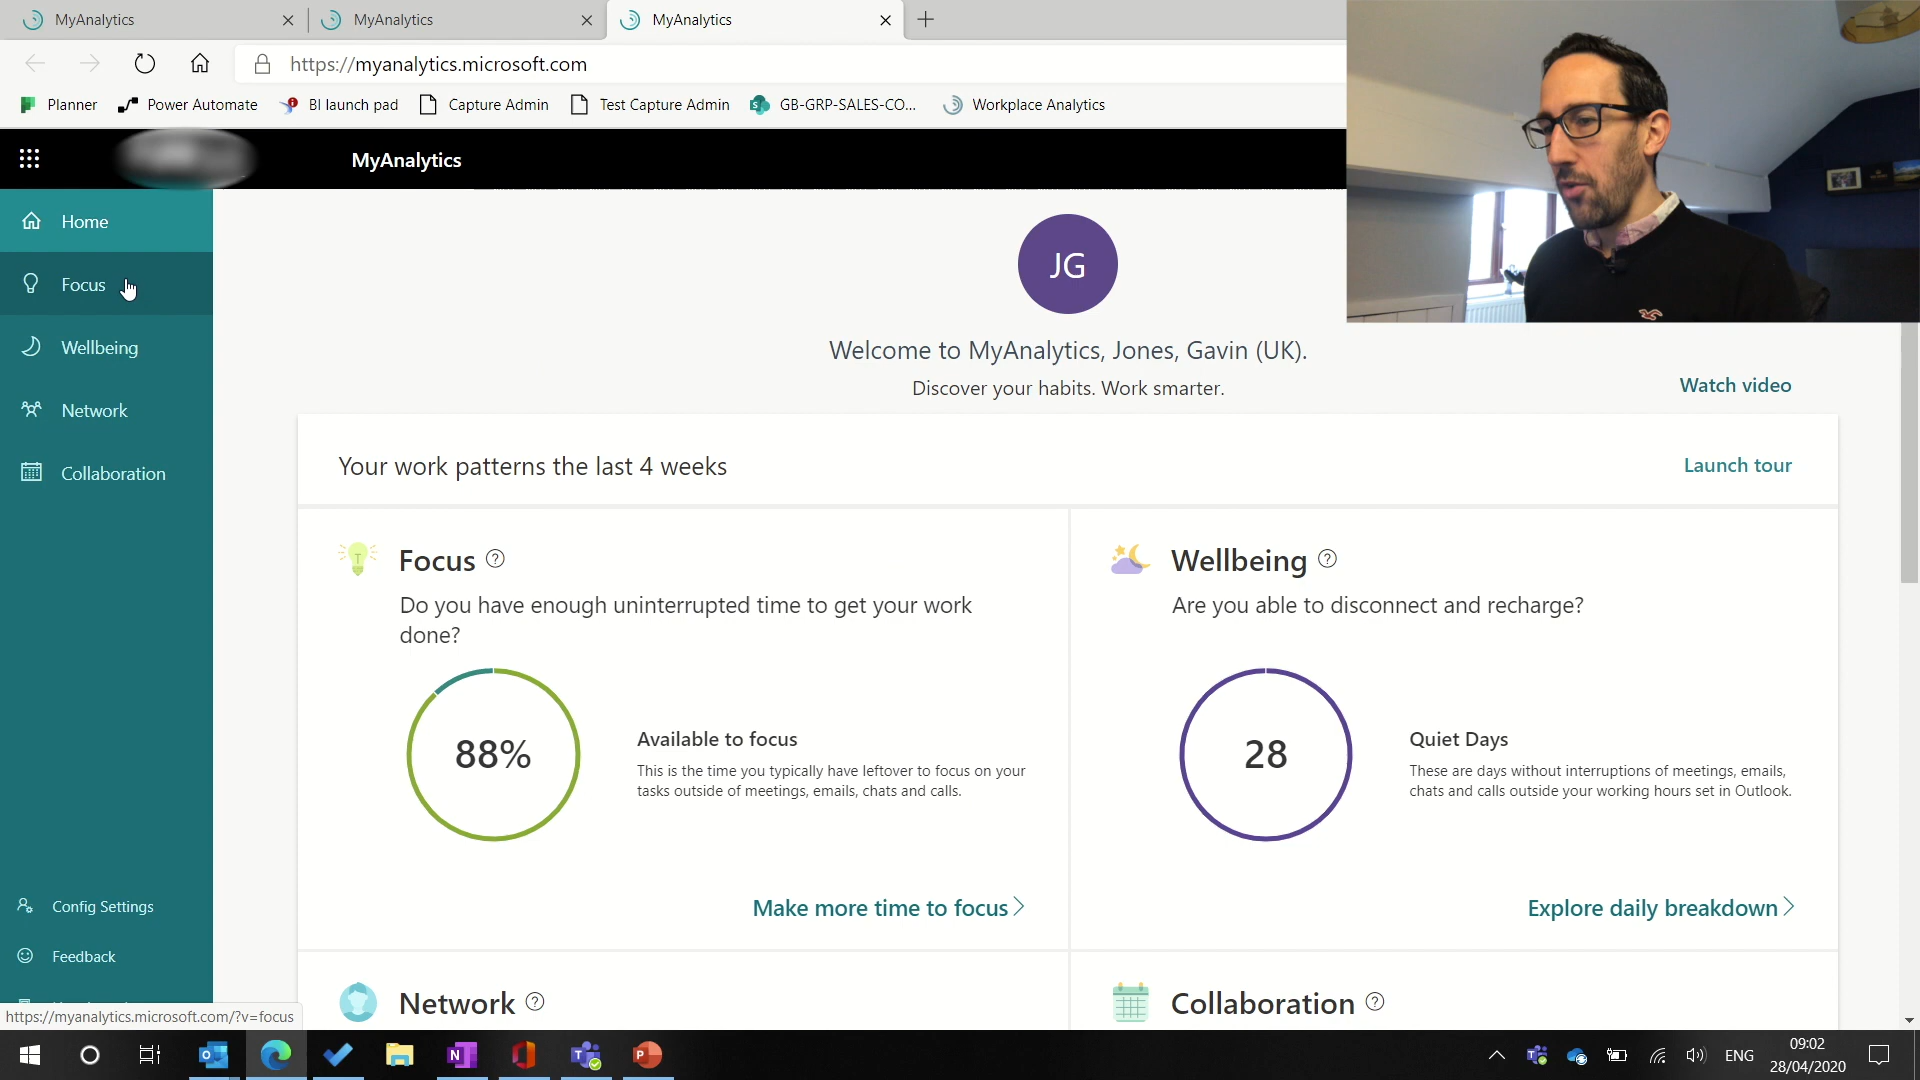 MyAnalytics
MyAnalytics
MyAnalytics
https://myanalytics.microsoft.com
Planner
Power Automate
BI launch pad
Capture Admin
Test Capture Admin
GB-GRP-SALES-CO...
Workplace Analytics
MyAnalytics
Home
Focus
Wellbeing
Network
Collaboration
JG
Welcome to MyAnalytics, Jones, Gavin (UK).
Discover your habits. Work smarter.
Watch video
Your work patterns the last 4 weeks
Launch tour
Focus
Do you have enough uninterrupted time to get your work
done?
88%
Available to focus
This is the time you typically have leftover to focus on your
tasks outside of meetings, emails, chats and calls.
Make more time to focus
Wellbeing
Are you able to disconnect and recharge?
28
Quiet Days
These are days without interruptions of meetings, emails,
chats and calls outside your working hours set in Outlook.
Explore daily breakdown
Network
Collaboration
Config Settings
Feedback
https://myanalytics.microsoft.com/?v=focus
ENG
09:02
28/04/2020